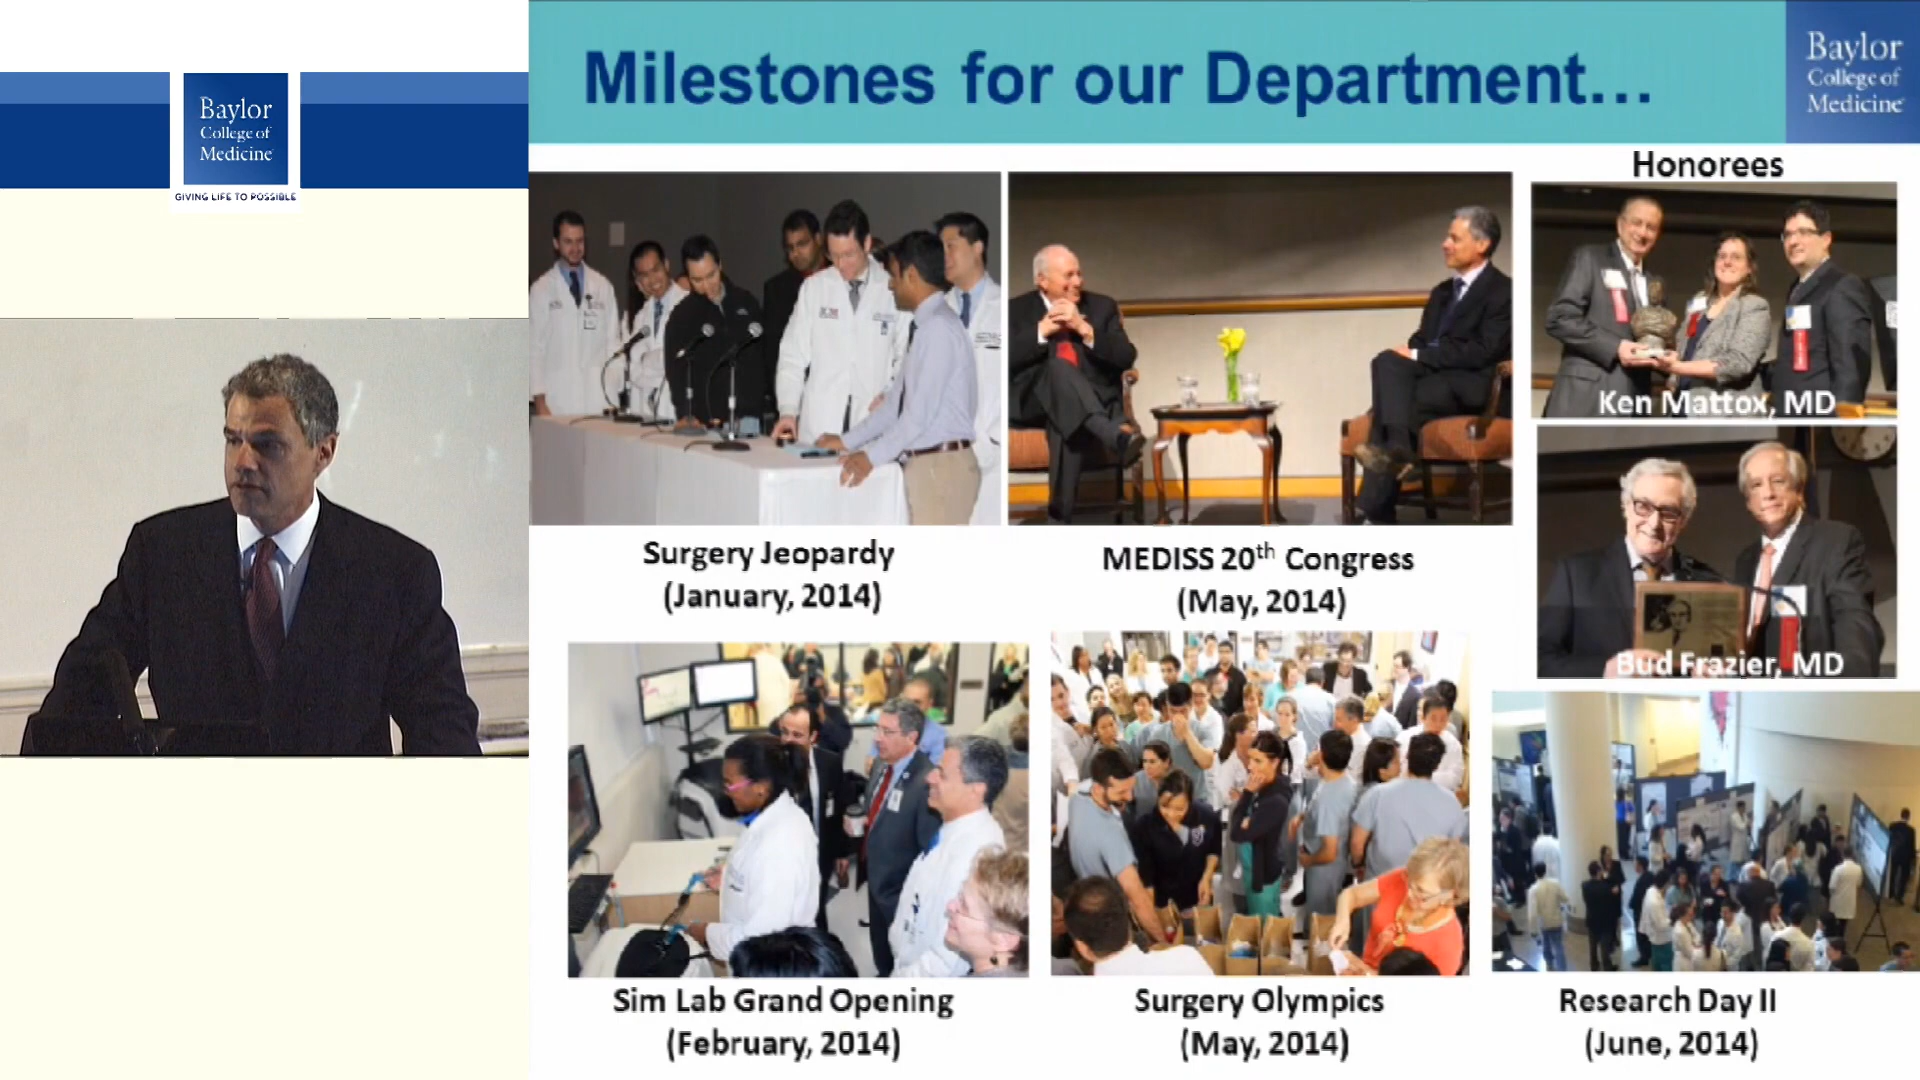 Baylor
College of
Medicine
GIVING LIFE TO POSSIBLE
Milestones for our Department...
Baylor
College of
Medicine
Honorees
Ken Mattox, MD
Bud Frazier, MD
Surgery Jeopardy
(January, 2014)
MEDISS 20th Congress
(May, 2014)
Sim Lab Grand Opening
(February, 2014)
Surgery Olympics
(May, 2014)
Research Day II
(June, 2014)